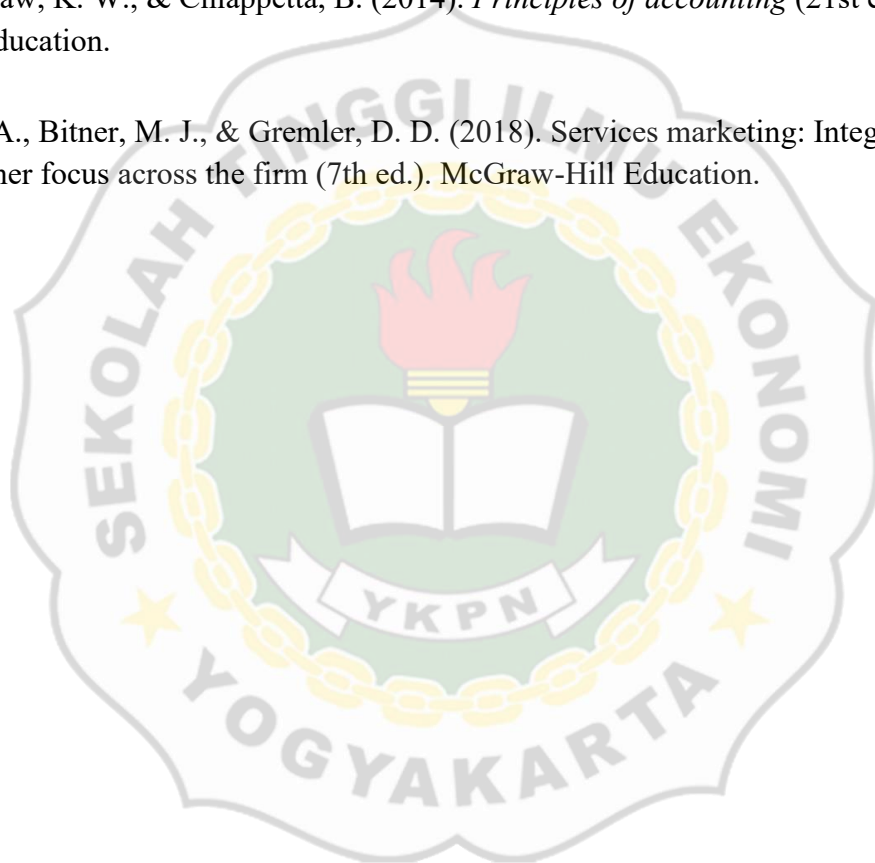 aw, K. W., & Chiappetta, B. (2014). Principles of accounting (21st e
ducation.
A., Bitner, M. J., & Gremler, D. D. (2018). Services marketing: Integ
ner focus across the firm (7th ed.). McGraw-Hill Education.
SEKOLAH TINGGI ILMU EKONOMI
YKPN
YOGYAKARTA